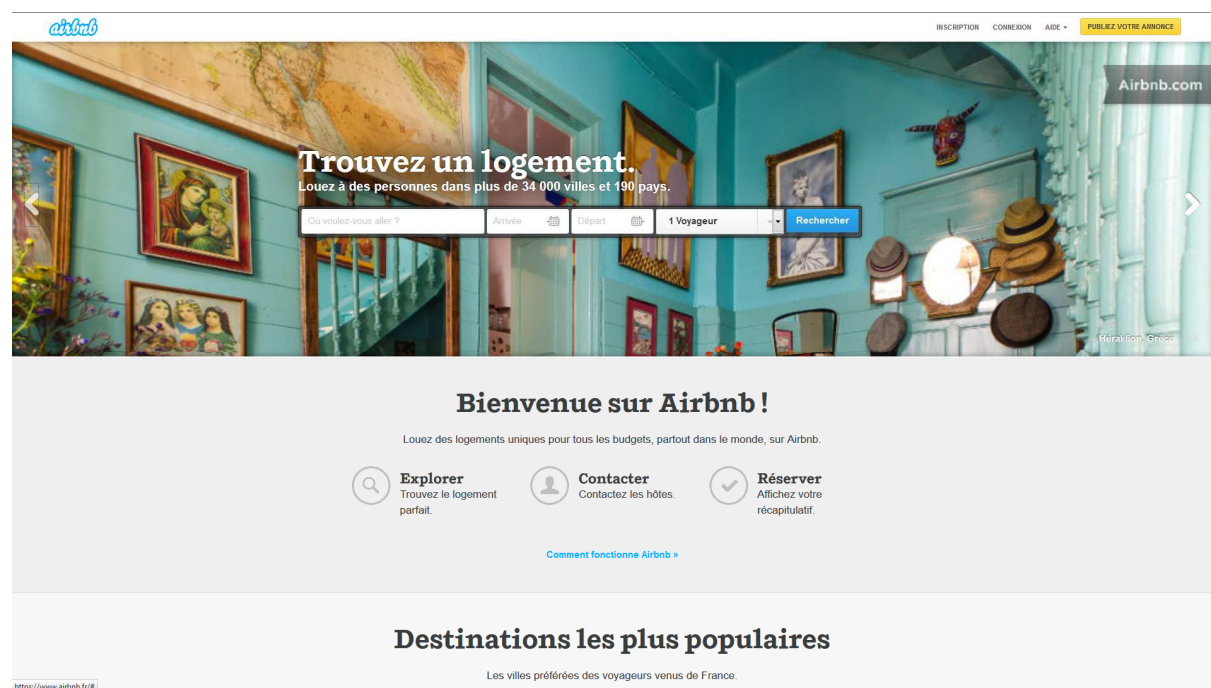 airbnb
INSCRIPTION CONNEXION AIDE PUBLIEZ VOTRE ANNONCE
Airbnb.com
ARAB
Trouvez un logement.
Louez à des personnes dans plus de 34 000 villes et 190 pays.
Où voulez-vous aller ? Arrivée Départ 1 Voyageur Rechercher
Héraklion, Grèce
Bienvenue sur Airbnb !
Louez des logements uniques pour tous les budgets, partout dans le monde, sur Airbnb.
Explorer
Trouvez le logement
parfait.
Contacter
Contactez les hôtes.
Réserver
Affichez votre
récapitulatif.
Comment fonctionne Airbnb »
Destinations les plus populaires
Les villes préférées des voyageurs venus de France.
https://www.airbnb.fr/#